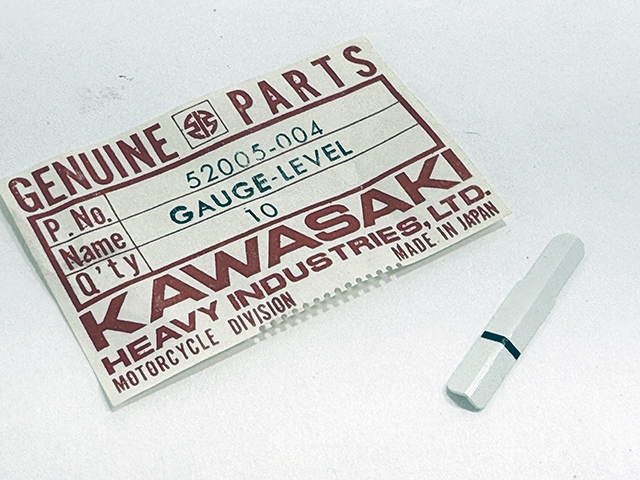 GENUINE PARTS
P. No. 52005-004
Name GAUGE-LEVEL
Q'ty 10
KAWASAKI
HEAVY INDUSTRIES, LTD.
MOTORCYCLE DIVISION MADE IN JAPAN